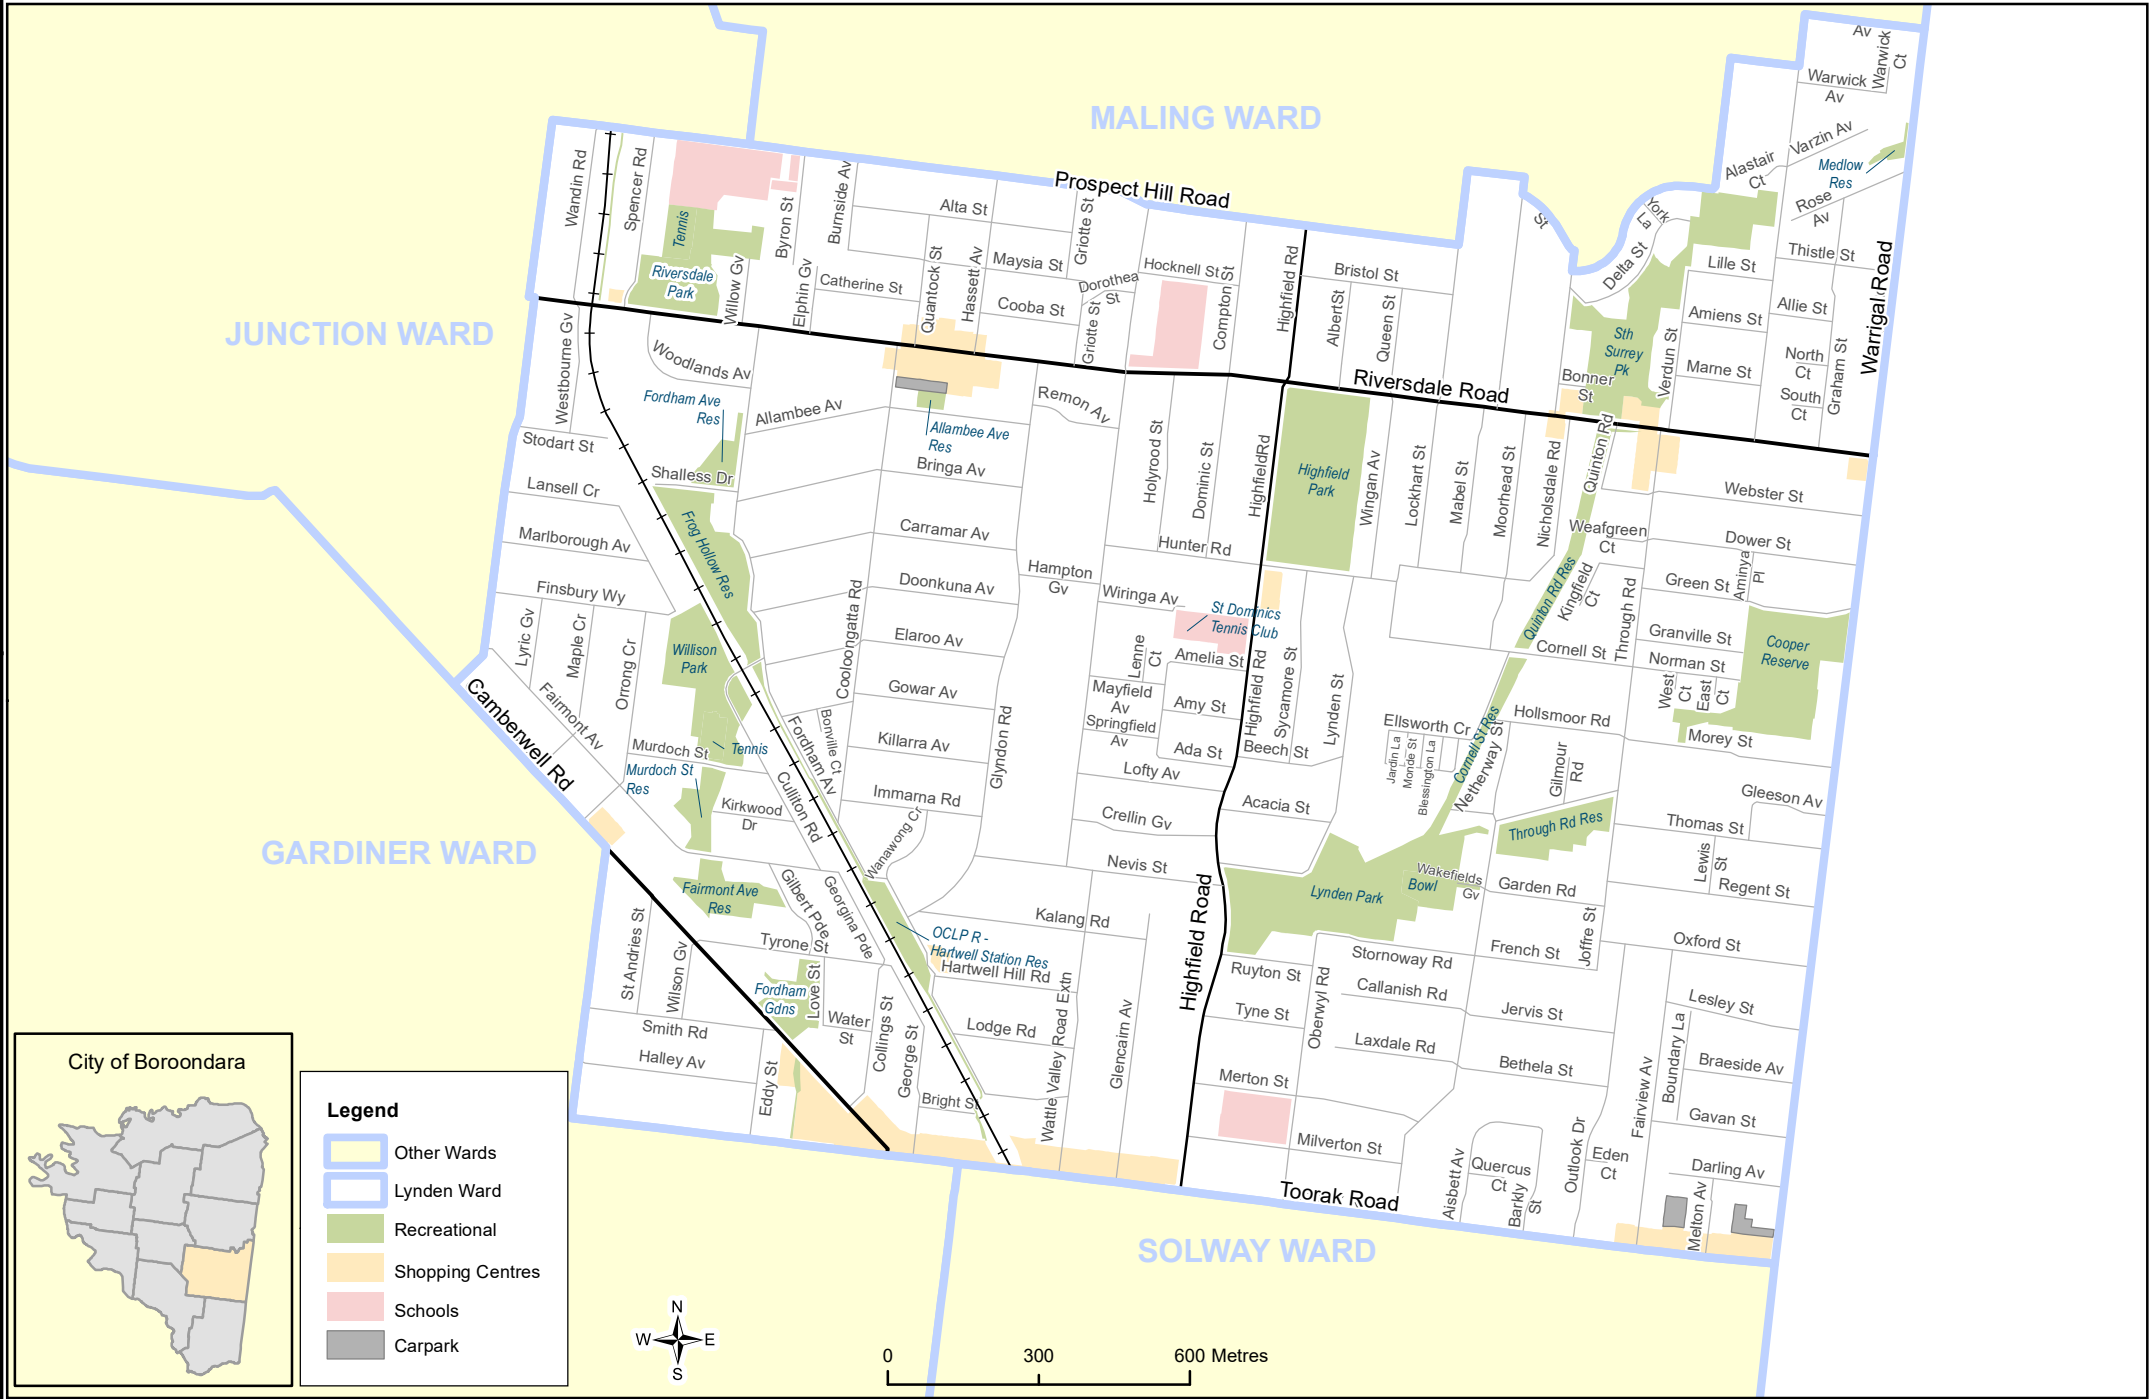 MALING WARD
JUNCTION WARD
GARDINER WARD
SOLWAY WARD
Prospect Hill Road
Riversdale Road
Warrigal Road
Highfield Road
Toorak Road
Camberwell Rd
Av
Warwick
Ct
Warwick
Av
Varzin Av
Alastair
Ct
Medlow
Res
Rose
Av
York
La
St
Delta St
Lille St
Thistle St
Amiens St
Allie St
Sth
Surrey
Pk
Verdun St
Marne St
North
Ct
South
Ct
Graham St
Bonner
St
Wandin Rd
Spencer Rd
Tennis
Riversdale
Park
Byron St
Burnside Av
Willow Gv
Elphin Gv
Alta St
Catherine St
Quantock St
Hassett Av
Maysia St
Griotte St
Dorothea
St
Cooba St
Griotte St
Hocknell St
Compton St
Highfield Rd
Bristol St
AlbertSt
Queen St
Westbourne Gv
Woodlands Av
Fordham Ave
Res
Allambee Av
Allambee Ave
Res
Remon Av
Stodart St
Shalless Dr
Bringa Av
Holyrood St
Dominic St
HighfieldRd
Highfield
Park
Wingan Av
Lockhart St
Mabel St
Moorhead St
Nicholsdale Rd
Quinton Rd
Webster St
Lansell Cr
Frog Hollow Res
Marlborough Av
Carramar Av
Hunter Rd
Weafgreen
Ct
Dower St
Finsbury Wy
Doonkuna Av
Hampton
Gv
Wiringa Av
St Dominics
Tennis Club
Quinton Rd Res
Kingfield
Ct
Through Rd
Green St
Aminya
Pl
Lyric Gv
Maple Cr
Orrong Cr
Willison
Park
Cooloongatta Rd
Elaroo Av
Lenne
Ct
Amelia St
Cornell St
Granville St
Norman St
Cooper
Reserve
Fairmont Av
Gowar Av
Mayfield
Av
Amy St
Highfield Rd
Sycamore St
Lynden St
West
Ct
East
Ct
Hollsmoor Rd
Morey St
Murdoch St
Tennis
Fordham Av
Bonville Ct
Killarra Av
Glyndon Rd
Springfield
Av
Ada St
Beech St
Ellsworth Cr
Jardin La
Monde St
Blessington La
Cornell St Res
Netherway St
Gilmour
Rd
Murdoch St
Res
Culliton Rd
Lofty Av
Kirkwood
Dr
Immarna Rd
Crellin Gv
Acacia St
Gleeson Av
Through Rd Res
Thomas St
Wanawong Cr
Nevis St
Lewis
St
Regent St
Fairmont Ave
Res
Gilbert Pde
Georgina Pde
Lynden Park
Bowl
Wakefields
Gv
Garden Rd
Joffre St
Kalang Rd
OCLP R -
Hartwell Station Res
St Andries St
Wilson Gv
Tyrone St
Stornoway Rd
French St
Oxford St
Hartwell Hill Rd
Ruyton St
Fordham
Gdns
Love St
Water
St
Collings St
George St
Oberwyl Rd
Callanish Rd
Jervis St
Lesley St
Smith Rd
Lodge Rd
Wattle Valley Road Extn
Glencairn Av
Tyne St
Laxdale Rd
Bethela St
Fairview Av
Boundary La
Braeside Av
Halley Av
Eddy St
Bright St
Merton St
Milverton St
Gavan St
Aisbett Av
Quercus
Ct
Barkly
St
Outlook Dr
Eden
Ct
Darling Av
Melton Av
City of Boroondara
Legend
Other Wards
Lynden Ward
Recreational
Shopping Centres
Schools
Carpark
N
W E
S
0 300 600 Metres